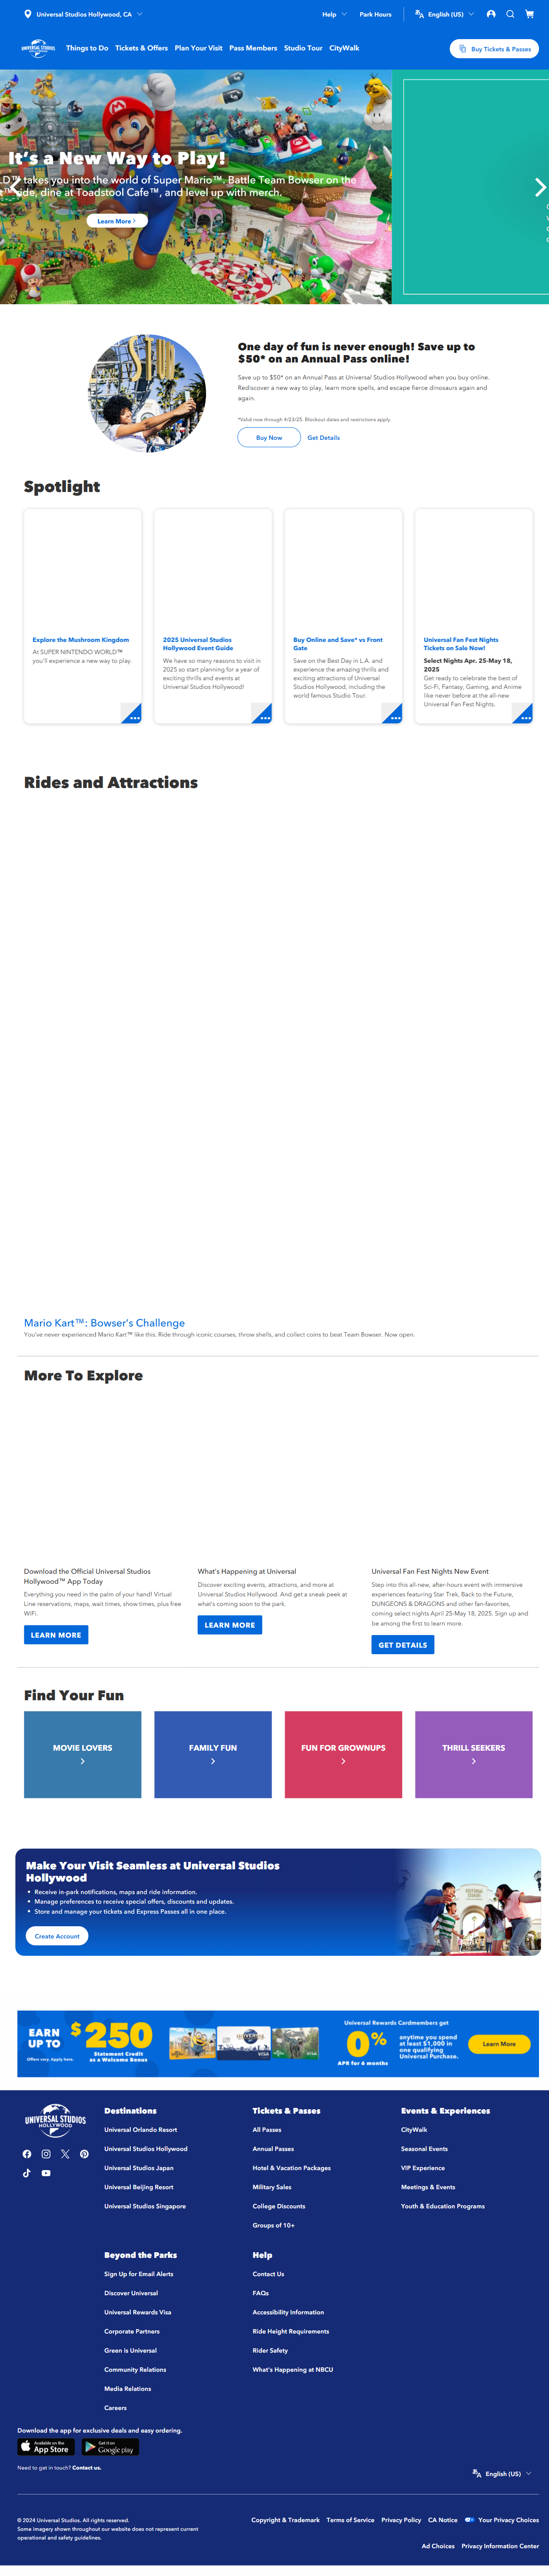 Universal Studios Hollywood, CA
Help
Park Hours
English (US)
UNIVERSAL STUDIOS
HOLLYWOOD
Things to Do
Tickets & Offers
Plan Your Visit
Pass Members
Studio Tour
CityWalk
Buy Tickets & Passes
It's a New Way to Play!
D™ takes you into the world of Super Mario™. Battle Team Bowser on the
t™ ride, dine at Toadstool Cafe™, and level up with merch.
Learn More
One day of fun is never enough! Save up to
$50* on an Annual Pass online!
Save up to $50* on an Annual Pass at Universal Studios Hollywood when you buy online.
Rediscover a new way to play, learn more spells, and escape fierce dinosaurs again and
again.
*Valid now through 4/23/25. Blockout dates and restrictions apply.
Buy Now
Get Details
Spotlight
Explore the Mushroom Kingdom
At SUPER NINTENDO WORLD™
you'll experience a new way to play.
2025 Universal Studios
Hollywood Event Guide
We have so many reasons to visit in
2025 so start planning for a year of
exciting thrills and events at
Universal Studios Hollywood!
Buy Online and Save* vs Front
Gate
Save on the Best Day in L.A. and
experience the amazing thrills and
exciting attractions of Universal
Studios Hollywood, including the
world famous Studio Tour.
Universal Fan Fest Nights
Tickets on Sale Now!
Select Nights Apr. 25-May 18,
2025
Get ready to celebrate the best of
Sci-Fi, Fantasy, Gaming, and Anime
like never before at the all-new
Universal Fan Fest Nights.
Rides and Attractions
Mario Kart™: Bowser's Challenge
You've never experienced Mario Kart™ like this. Ride through iconic courses, throw shells, and collect coins to beat Team Bowser. Now open.
More To Explore
Download the Official Universal Studios
Hollywood™ App Today
Everything you need in the palm of your hand! Virtual
Line reservations, maps, wait times, show times, plus free
WiFi.
LEARN MORE
What's Happening at Universal
Discover exciting events, attractions, and more at
Universal Studios Hollywood. And get a sneak peek at
what's coming soon to the park.
LEARN MORE
Universal Fan Fest Nights New Event
Step into this all-new, after-hours event with immersive
experiences featuring Star Trek, Back to the Future,
DUNGEONS & DRAGONS and other fan-favorites,
coming select nights April 25-May 18, 2025. Sign up and
be among the first to learn more.
GET DETAILS
Find Your Fun
MOVIE LOVERS
FAMILY FUN
FUN FOR GROWNUPS
THRILL SEEKERS
Make Your Visit Seamless at Universal Studios
Hollywood
• Receive in-park notifications, maps and ride information.
• Manage preferences to receive special offers, discounts and updates.
• Store and manage your tickets and Express Passes all in one place.
Create Account
EARN
UP TO
$250
Statement Credit
as a Welcome Bonus
Offers vary. Apply here.
UNIVERSAL
VISA
VISA
Universal Rewards Cardmembers get
0%
APR for 6 months
anytime you spend
at least $1,000 in
one qualifying
Universal Purchase.
Learn More
UNIVERSAL STUDIOS
HOLLYWOOD
Destinations
Universal Orlando Resort
Universal Studios Hollywood
Universal Studios Japan
Universal Beijing Resort
Universal Studios Singapore
Tickets & Passes
All Passes
Annual Passes
Hotel & Vacation Packages
Military Sales
College Discounts
Groups of 10+
Events & Experiences
CityWalk
Seasonal Events
VIP Experience
Meetings & Events
Youth & Education Programs
Beyond the Parks
Sign Up for Email Alerts
Discover Universal
Universal Rewards Visa
Corporate Partners
Green is Universal
Community Relations
Media Relations
Careers
Help
Contact Us
FAQs
Accessibility Information
Ride Height Requirements
Rider Safety
What's Happening at NBCU
Download the app for exclusive deals and easy ordering.
Available on the
App Store
Get it on
Google play
Need to get in touch? Contact us.
English (US)
© 2024 Universal Studios. All rights reserved.
Some imagery shown throughout our website does not represent current
operational and safety guidelines.
Copyright & Trademark
Terms of Service
Privacy Policy
CA Notice
Your Privacy Choices
Ad Choices
Privacy Information Center